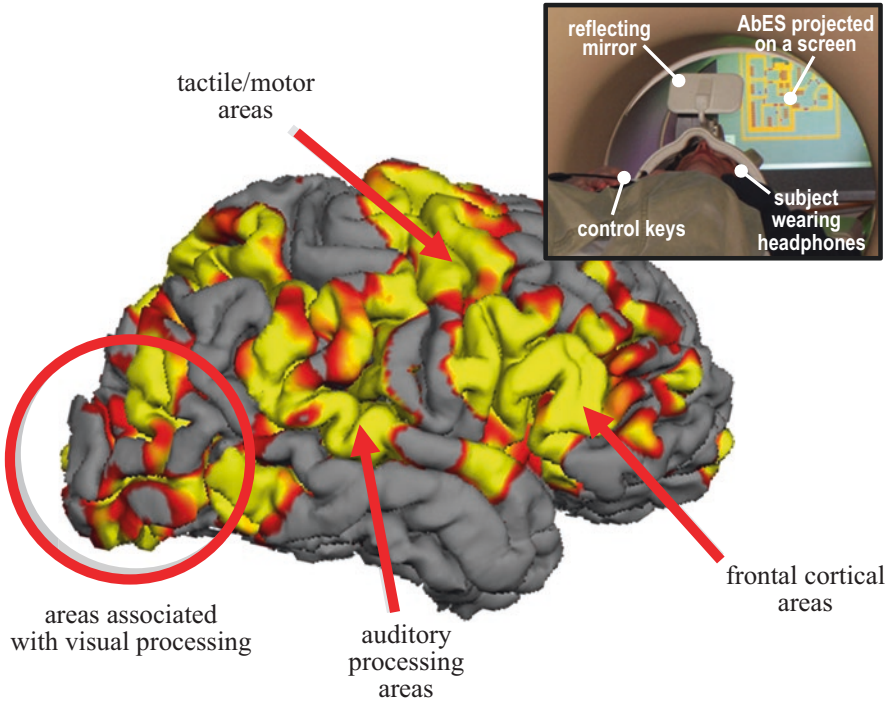 reflecting
mirror
AbES projected
on a screen
tactile/motor
areas
control keys
subject
wearing
headphones
areas associated
with visual processing
auditory
processing
areas
frontal cortical
areas